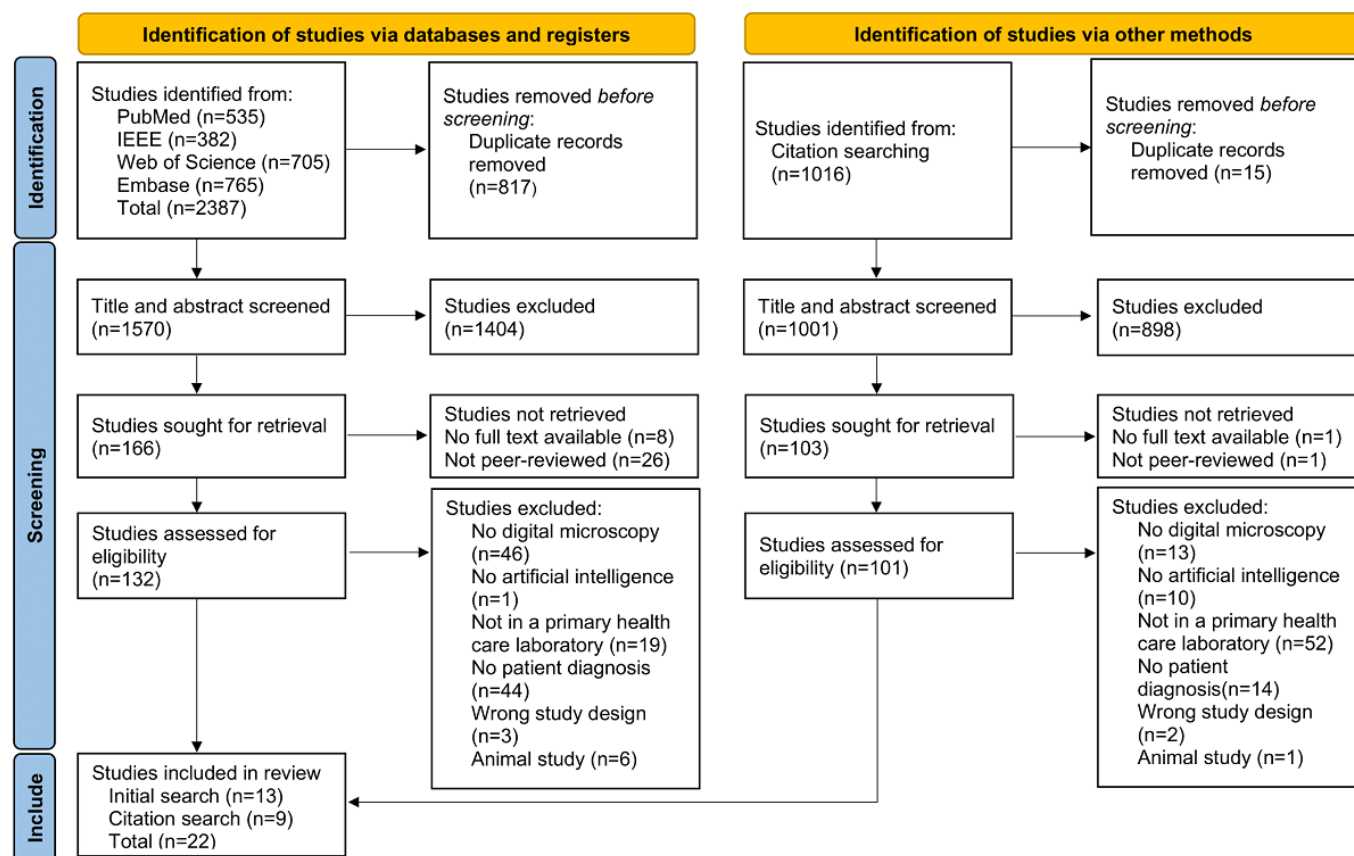 Identification of studies via databases and registers
Identification of studies via other methods
Identification
Studies identified from:
PubMed (n=535)
IEEE (n=382)
Web of Science (n=705)
Embase (n=765)
Total (n=2387)
Studies removed before
screening:
Duplicate records
removed
(n=817)
Studies identified from:
Citation searching
(n=1016)
Studies removed before
screening:
Duplicate records
removed (n=15)
Screening
Title and abstract screened
(n=1570)
Studies excluded
(n=1404)
Title and abstract screened
(n=1001)
Studies excluded
(n=898)
Studies sought for retrieval
(n=166)
Studies not retrieved
No full text available (n=8)
Not peer-reviewed (n=26)
Studies sought for retrieval
(n=103)
Studies not retrieved
No full text available (n=1)
Not peer-reviewed (n=1)
Studies assessed for
eligibility
(n=132)
Studies excluded:
No digital microscopy
(n=46)
No artificial intelligence
(n=1)
Not in a primary health
care laboratory (n=19)
No patient diagnosis
(n=44)
Wrong study design
(n=3)
Animal study (n=6)
Studies assessed for
eligibility (n=101)
Studies excluded:
No digital microscopy
(n=13)
No artificial intelligence
(n=10)
Not in a primary health
care laboratory (n=52)
No patient
diagnosis(n=14)
Wrong study design
(n=2)
Animal study (n=1)
Include
Studies included in review
Initial search (n=13)
Citation search (n=9)
Total (n=22)